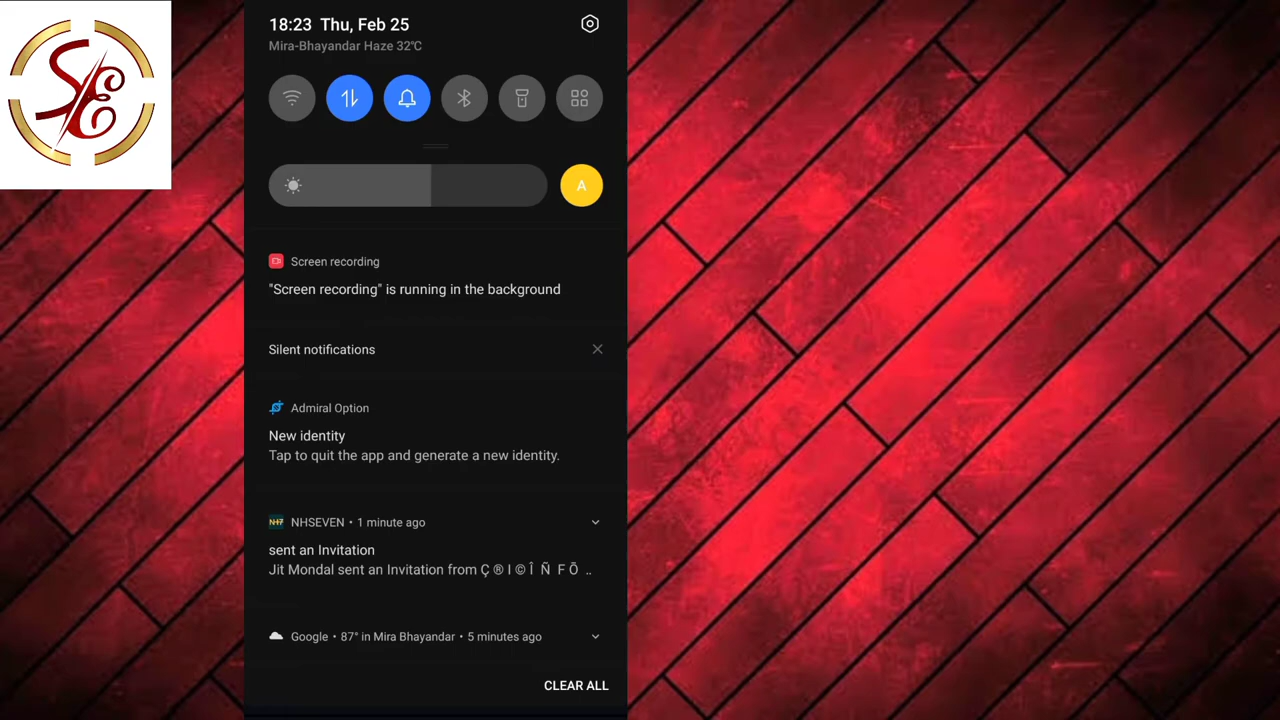 SE
18:23 Thu, Feb 25
Mira-Bhayandar Haze 32℃
A
Screen recording
"Screen recording" is running in the background
Silent notifications
Admiral Option
New identity
Tap to quit the app and generate a new identity.
NH7
NHSEVEN • 1 minute ago
sent an Invitation
Jit Mondal sent an Invitation from Ç ® I © Î Ñ F Õ ..
Google • 87° in Mira Bhayandar • 5 minutes ago
CLEAR ALL